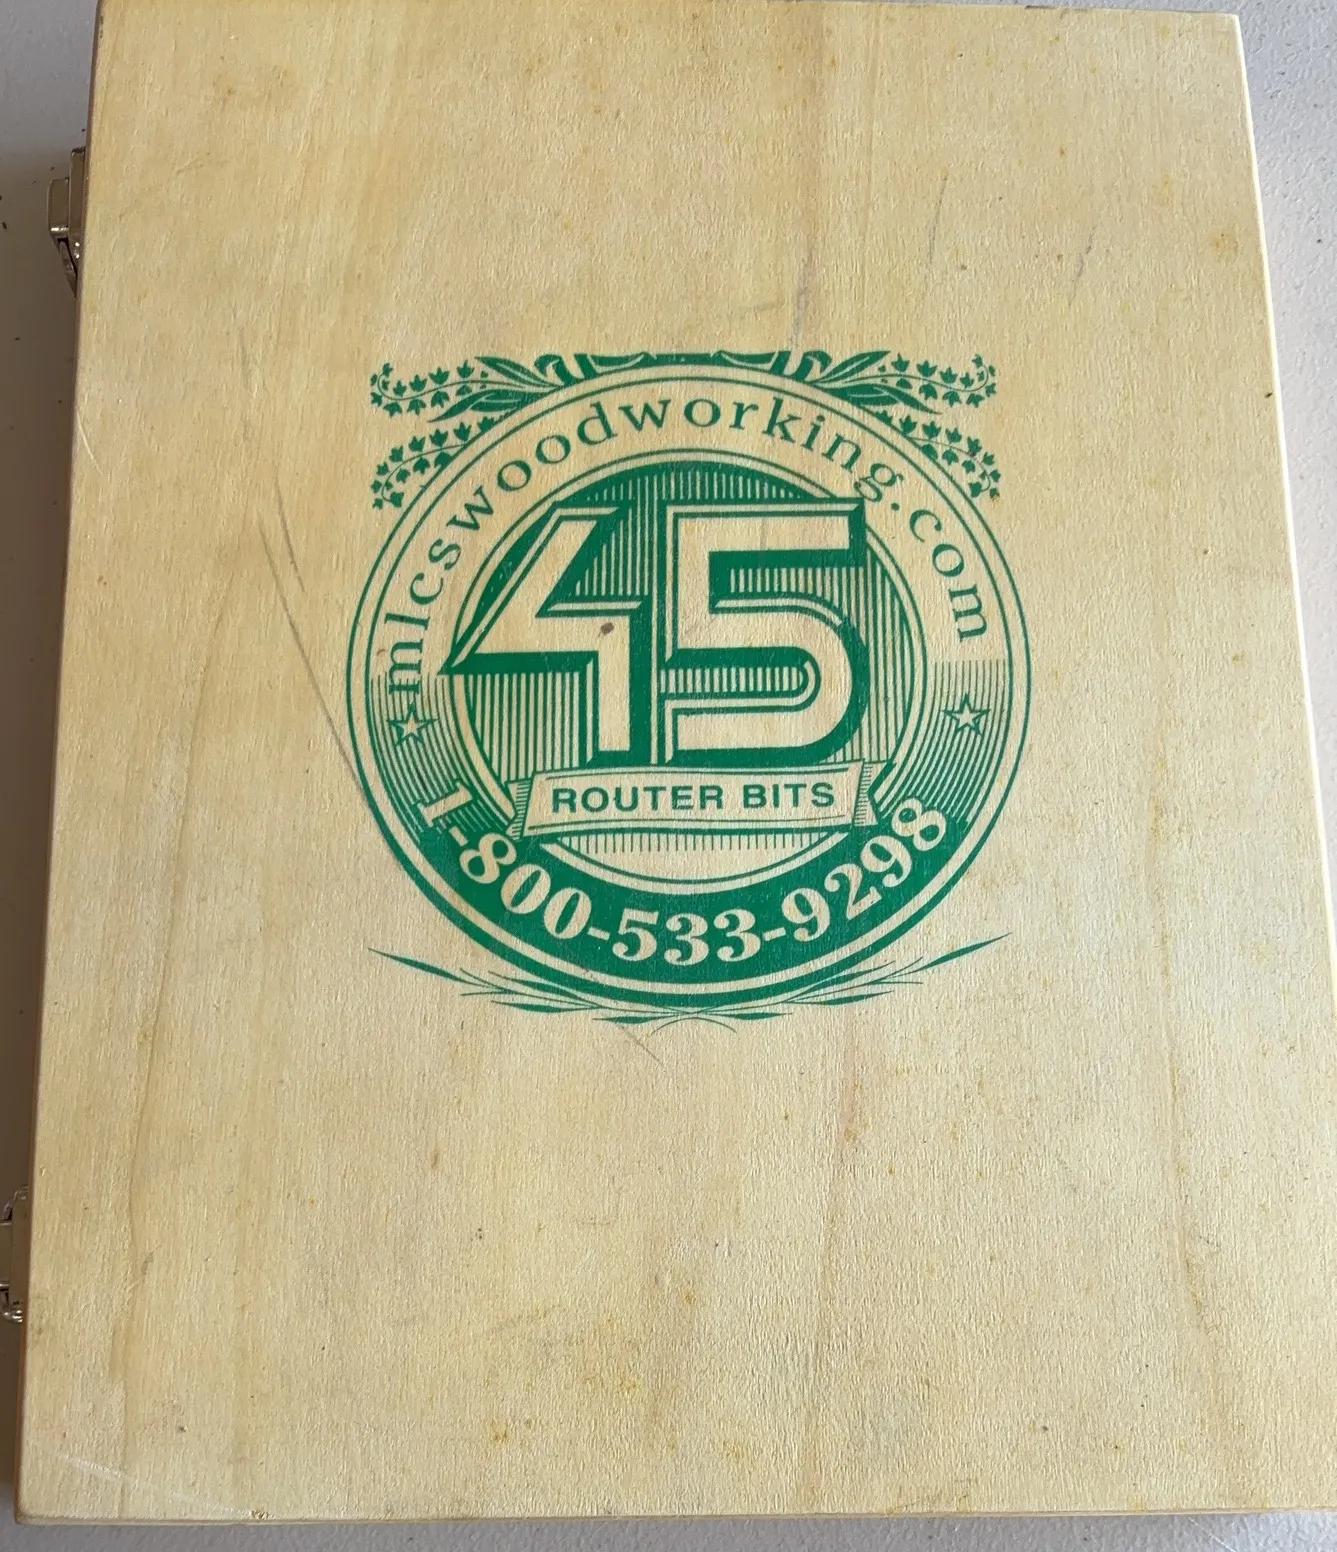 mlcswoodworking.com
45
ROUTER BITS
1-800-533-9298